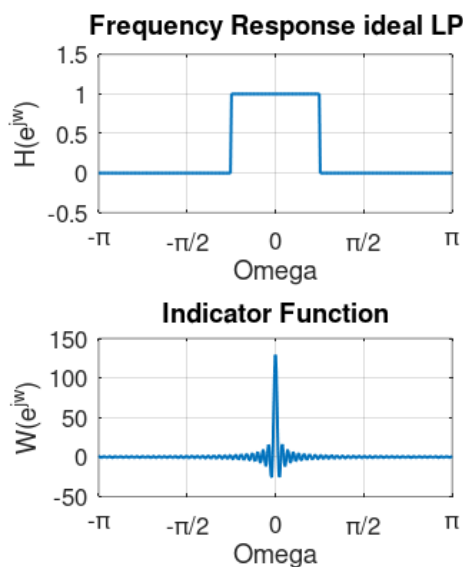 Frequency Response ideal LP
1.5
1
0.5
0
-0.5
H(e^jw)
-π -π/2 0 π/2 π
Omega
Indicator Function
150
100
50
0
-50
W(e^jw)
-π -π/2 0 π/2 π
Omega